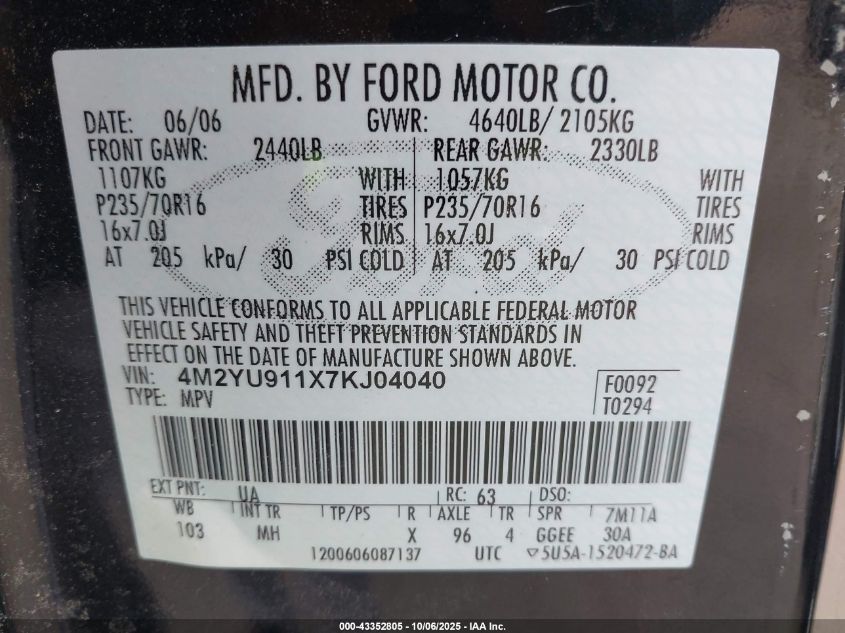 MFD. BY FORD MOTOR CO.
DATE: 06/06 GVWR: 4640LB/ 2105KG
FRONT GAWR: 2440LB REAR GAWR: 2330LB
1107KG WITH 1057KG WITH
P235/70R16 TIRES P235/70R16 TIRES
16x7.0J RIMS 16x7.0J RIMS
AT 205 kPa/ 30 PSI COLD AT 205 kPa/ 30 PSI COLD
Ford
THIS VEHICLE CONFORMS TO ALL APPLICABLE FEDERAL MOTOR
VEHICLE SAFETY AND THEFT PREVENTION STANDARDS IN
EFFECT ON THE DATE OF MANUFACTURE SHOWN ABOVE.
VIN: 4M2YU911X7KJ04040 F0092
TYPE: MPV T0294
EXT PNT: UA RC: 63 DSO:
WB INT TR TP/PS R AXLE TR SPR 7M11A
103 MH X 96 4 GGEE 30A
1200606087137 UTC ▽5U5A-1520472-BA
000-43352805 - 10/06/2025 - IAA Inc.